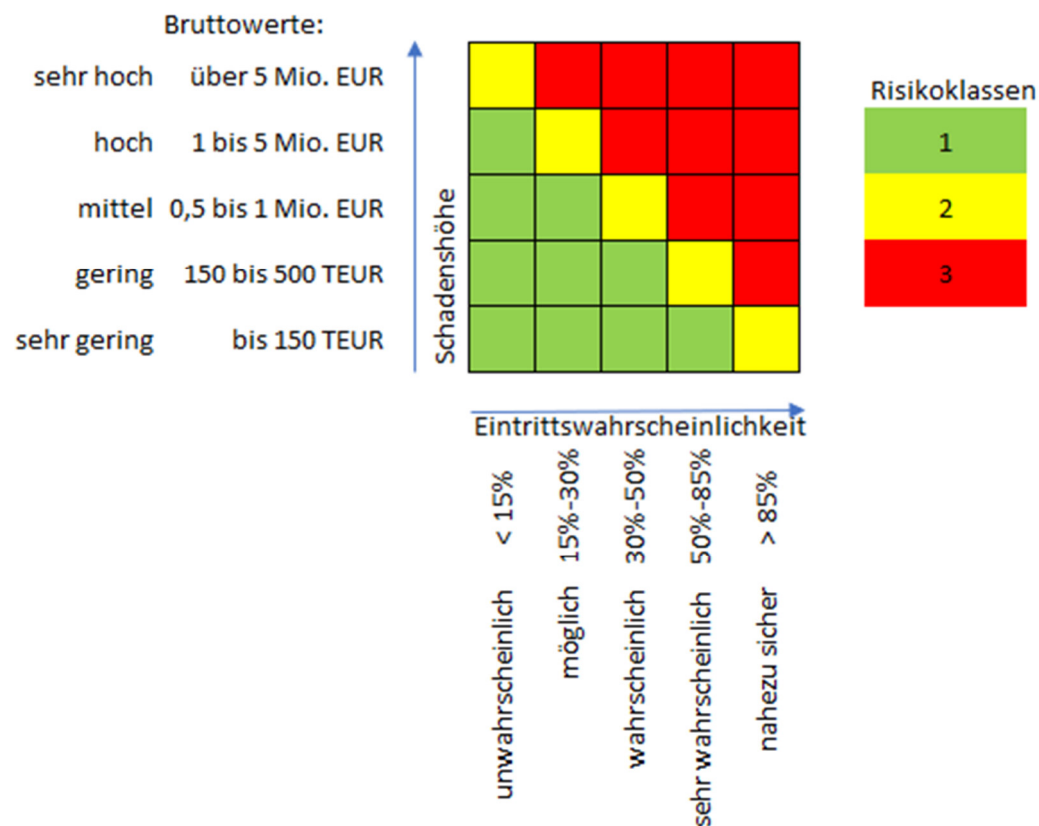 Bruttowerte:
sehr hoch über 5 Mio. EUR
hoch 1 bis 5 Mio. EUR
mittel 0,5 bis 1 Mio. EUR
gering 150 bis 500 TEUR
sehr gering bis 150 TEUR
Schadenshöhe
Risikoklassen
1
2
3
Eintrittswahrscheinlichkeit
unwahrscheinlich < 15%
möglich 15%-30%
wahrscheinlich 30%-50%
sehr wahrscheinlich 50%-85%
nahezu sicher > 85%